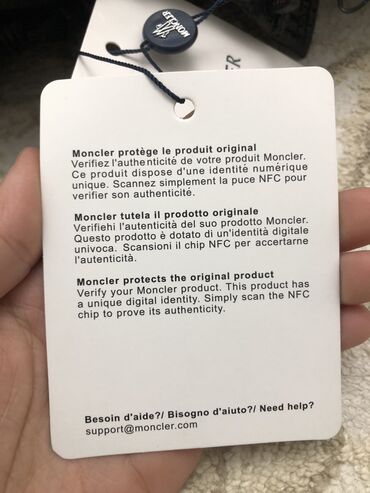 MONCLER
ER
Moncler protège le produit original
Verifiez l'authenticité de votre produit Moncler.
Ce produit dispose d'une identité numérique
unique. Scannez simplement la puce NFC pour
verifier son authenticité.
Moncler tutela il prodotto originale
Verifiehi l'autenticità del suo prodotto Moncler.
Questo prodotto è dotato di un'identità digitale
univoca. Scansioni il chip NFC per accertarne
l'autenticità.
Moncler protects the original product
Verify your Moncler product. This product has
a unique digital identity. Simply scan the NFC
chip to prove its authenticity.
Besoin d'aide?/ Bisogno d'aiuto?/ Need help?
support@moncler.com